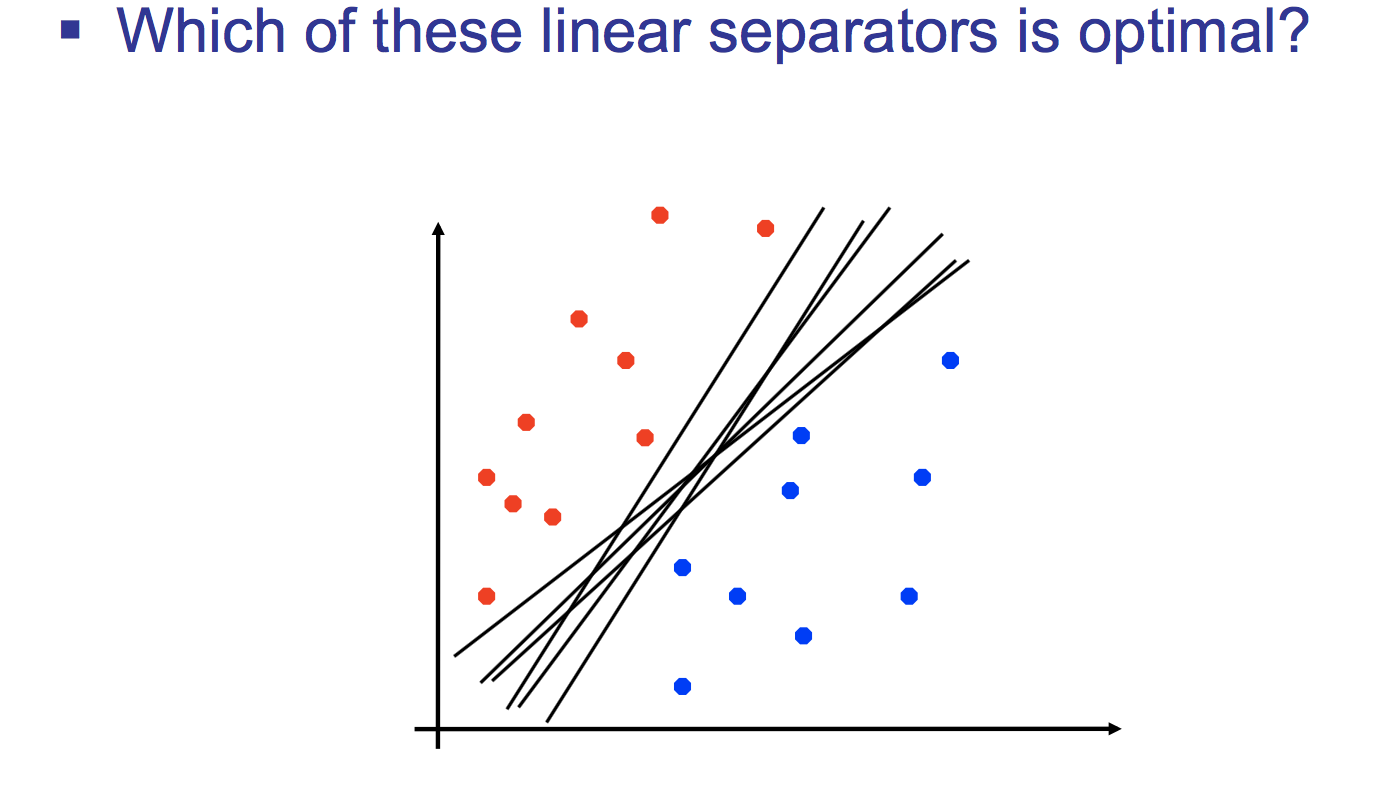 ▪ Which of these linear separators is optimal?